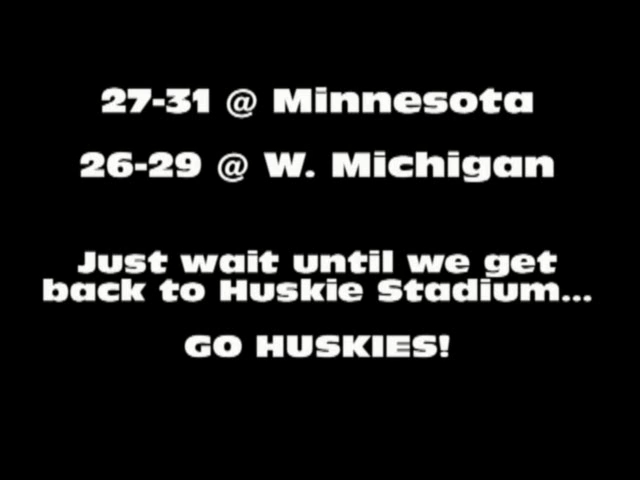 27-31 @ Minnesota
26-29 @ W. Michigan
Just wait until we get
back to Huskie Stadium...
GO HUSKIES!